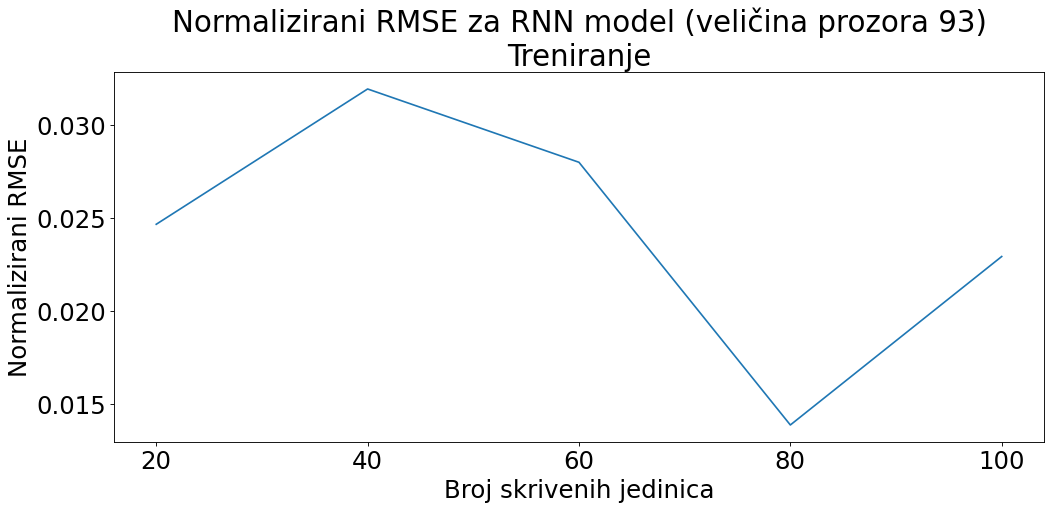 Normalizirani RMSE za RNN model (veličina prozora 93)
Treniranje
Normalizirani RMSE
0.030
0.025
0.020
0.015
20 40 60 80 100
Broj skrivenih jedinica